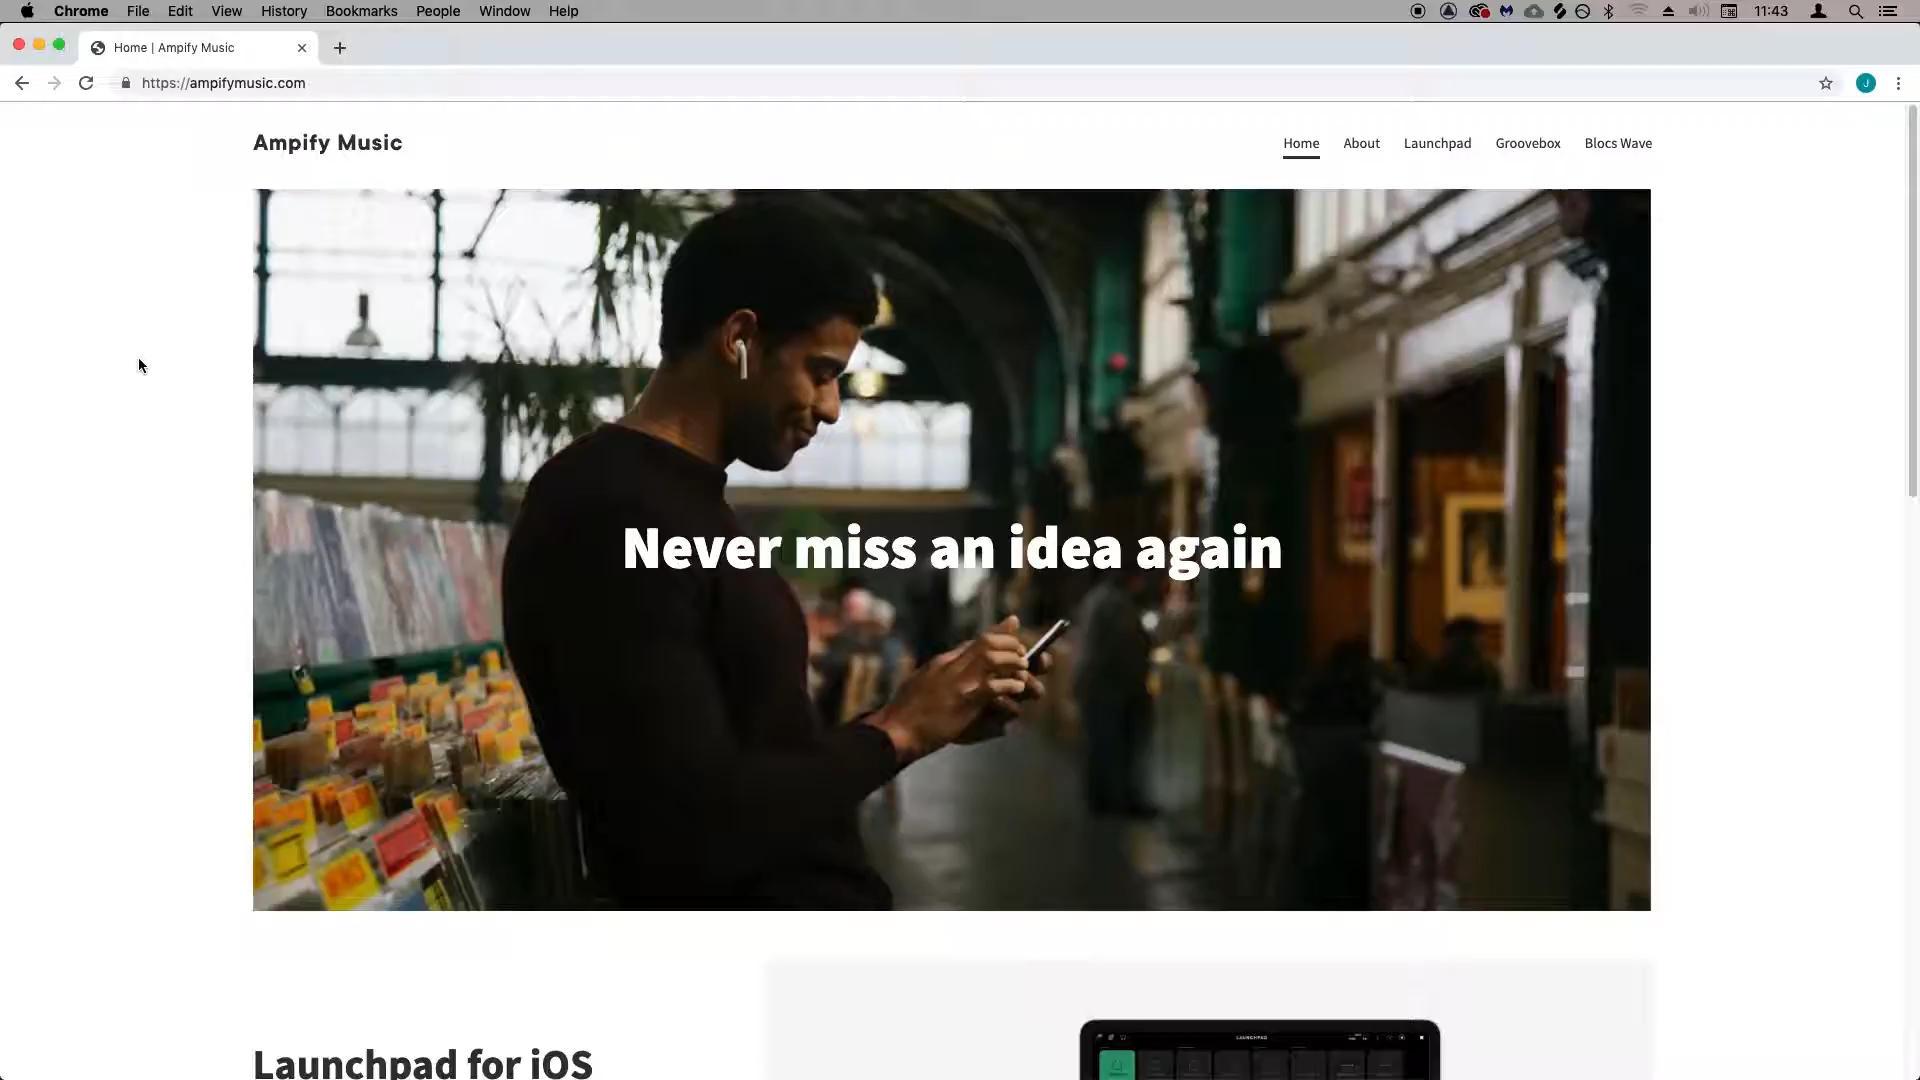 Chrome File Edit View History Bookmarks People Window Help 11:43
Home | Ampify Music
https://ampifymusic.com
J
Ampify Music
Home About Launchpad Groovebox Blocs Wave
Never miss an idea again
Launchpad for iOS
LAUNCHPAD